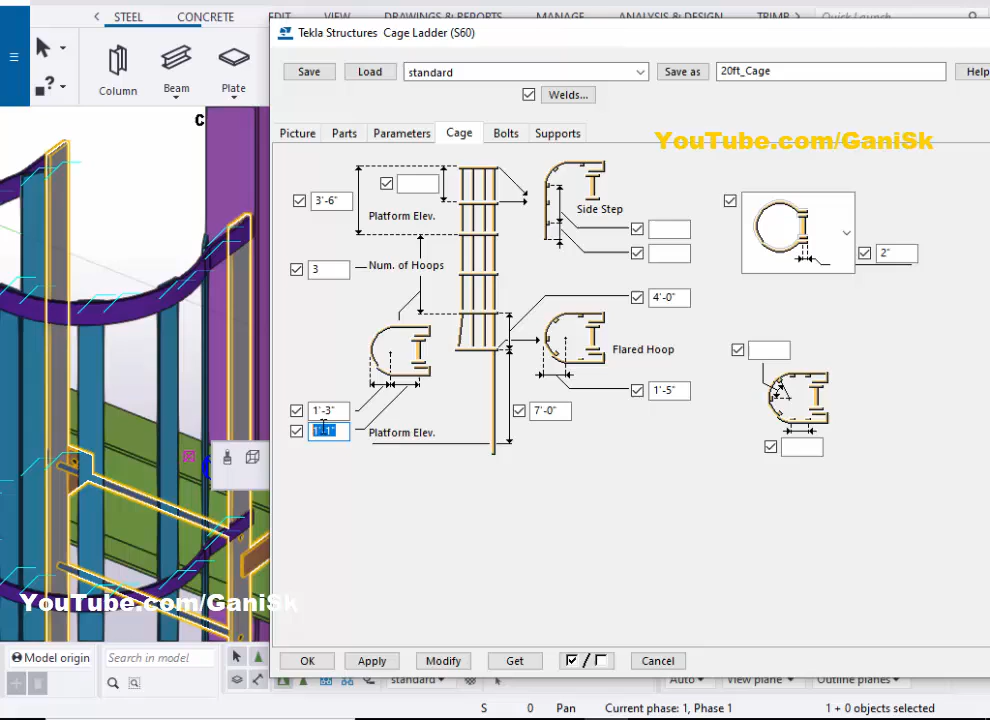 STEEL CONCRETE EDIT VIEW DRAWINGS & REPORTS MANAGE ANALYSIS & DESIGN TRIMP Quick Launch
Tekla Structures Cage Ladder (S60)
Save Load standard Save as 20ft_Cage Help
Welds...
Column Beam Plate
C
Picture Parts Parameters Cage Bolts Supports
YouTube.com/GaniSk
3'-6"
Platform Elev.
Side Step
2"
3 Num. of Hoops
4'-0"
Flared Hoop
1'-5"
1'-3"
7'-0"
1'-1" Platform Elev.
YouTube.com/GaniSk
Model origin Search in model
OK Apply Modify Get / Cancel
standard Auto View plane Outline planes
S 0 Pan Current phase: 1, Phase 1 1 + 0 objects selected